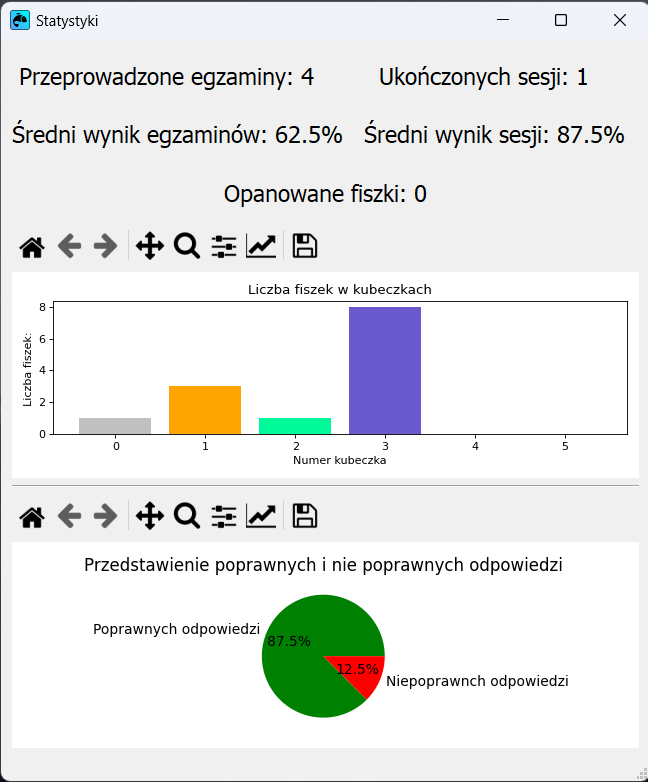 Statystyki
Przeprowadzone egzaminy: 4 Ukończonych sesji: 1
Średni wynik egzaminów: 62.5% Średni wynik sesji: 87.5%
Opanowane fiszki: 0
Liczba fiszek w kubeczkach
8
6
4
2
0
Liczba fiszek:
0 1 2 3 4 5
Numer kubeczka
Przedstawienie poprawnych i nie poprawnych odpowiedzi
Poprawnych odpowiedzi
87.5%
12.5%
Niepoprawnch odpowiedzi